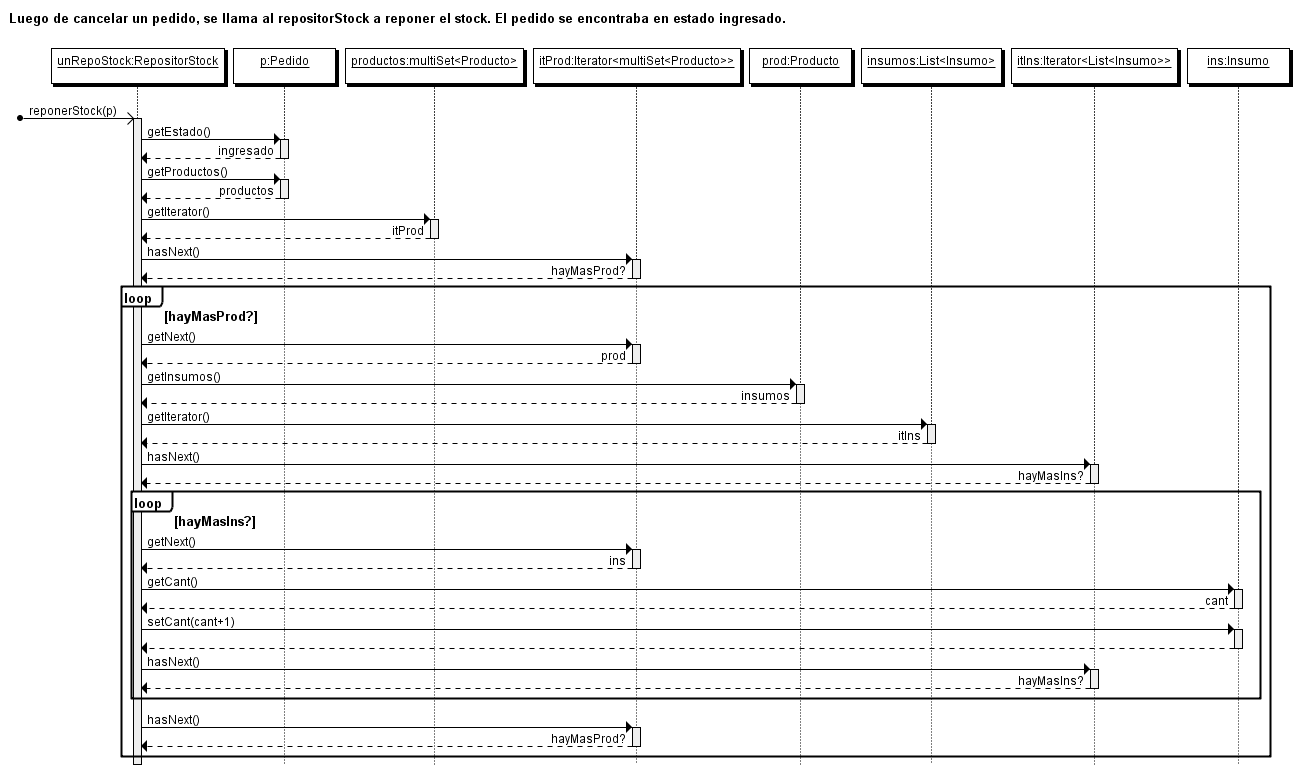 Luego de cancelar un pedido, se llama al repositorStock a reponer el stock. El pedido se encontraba en estado ingresado.
unRepoStock:RepositorStock
p:Pedido
productos:multiSet<Producto>
itProd:Iterator<multiSet<Producto>>
prod:Producto
insumos:List<Insumo>
itIns:Iterator<List<Insumo>>
ins:Insumo
reponerStock(p)
getEstado()
ingresado
getProductos()
productos
getIterator()
itProd
hasNext()
hayMasProd?
loop
[hayMasProd?]
getNext()
prod
getInsumos()
insumos
getIterator()
itIns
hasNext()
hayMasIns?
loop
[hayMasIns?]
getNext()
ins
getCant()
cant
setCant(cant+1)
hasNext()
hayMasIns?
hasNext()
hayMasProd?